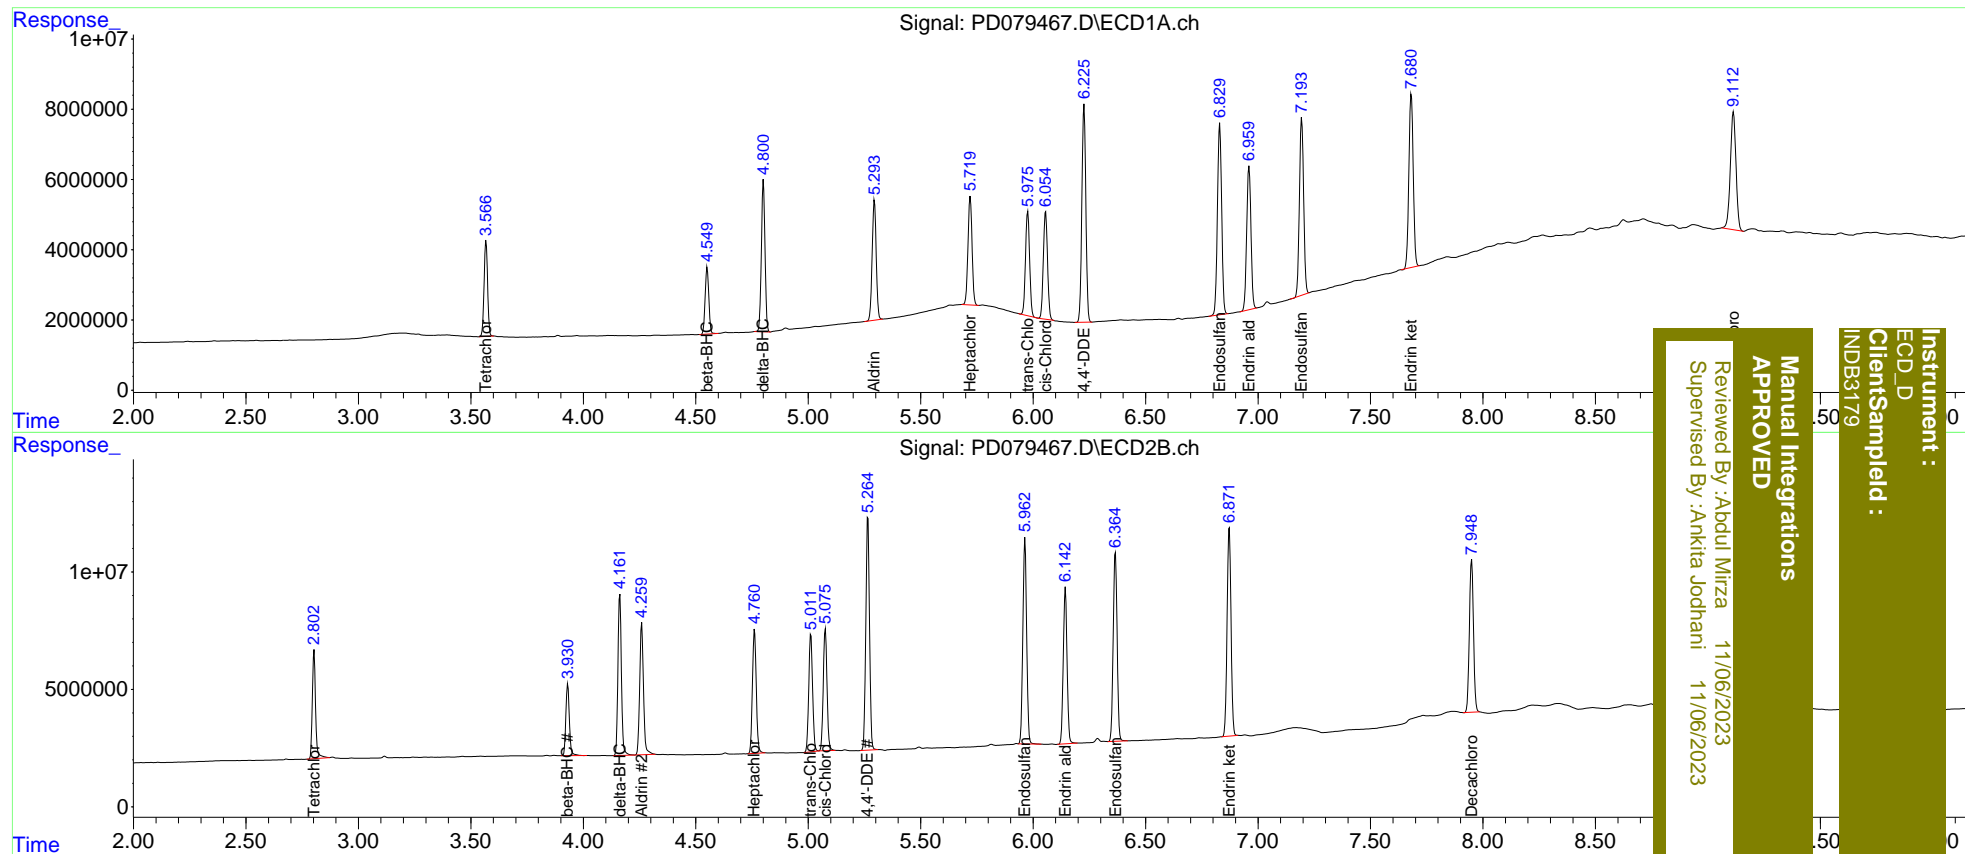 Response_
Signal: PD079467.D\ECD1A.ch
1e+07
8000000
6000000
4000000
2000000
0
3.566
4.549
4.800
5.293
5.719
5.975
6.054
6.225
6.829
6.959
7.193
7.680
9.112
Tetrachlor
beta-BHC
delta-BHC
Aldrin
Heptachlor
trans-Chlo
cis-Chlord
4,4'-DDE
Endosulfan
Endrin ald
Endosulfan
Endrin ket
Time
2.00 2.50 3.00 3.50 4.00 4.50 5.00 5.50 6.00 6.50 7.00 7.50 8.00 8.50
Response_
Signal: PD079467.D\ECD2B.ch
1e+07
5000000
0
2.802
3.930
4.161
4.259
4.760
5.011
5.075
5.264
5.962
6.142
6.364
6.871
7.948
Tetrachlor
beta-BHC #
delta-BHC
Aldrin #2
Heptachlor
trans-Chlo
cis-Chlord
4,4'-DDE #
Endosulfan
Endrin ald
Endosulfan
Endrin ket
Decachloro
Time
2.00 2.50 3.00 3.50 4.00 4.50 5.00 5.50 6.00 6.50 7.00 7.50 8.00 8.50
Instrument :
ECD_D
ClientSampleId :
INDB3179
Manual Integrations
APPROVED
Reviewed By :Abdul Mirza 11/06/2023
Supervised By :Ankita Jodhani 11/06/2023